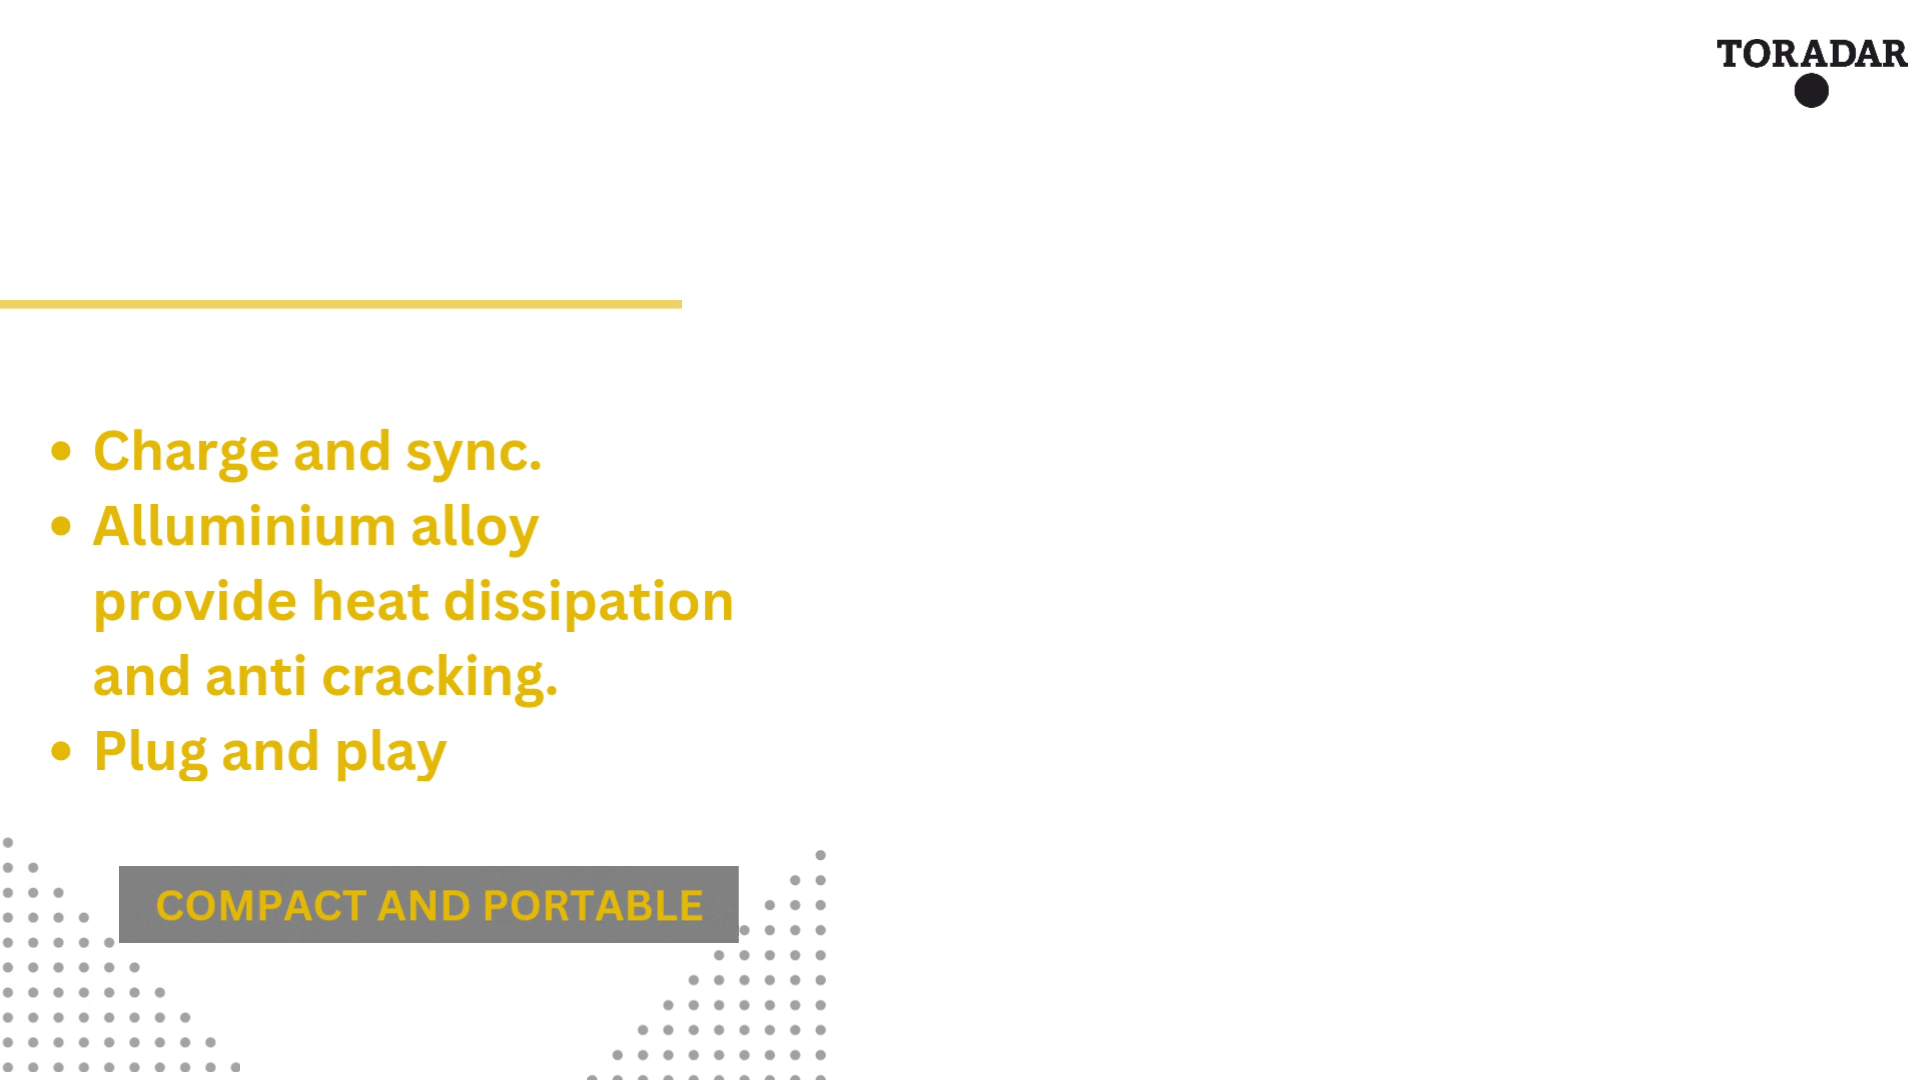 TORADAR
• Charge and sync.
• Alluminium alloy
provide heat dissipation
and anti cracking.
• Plug and play
COMPACT AND PORTABLE